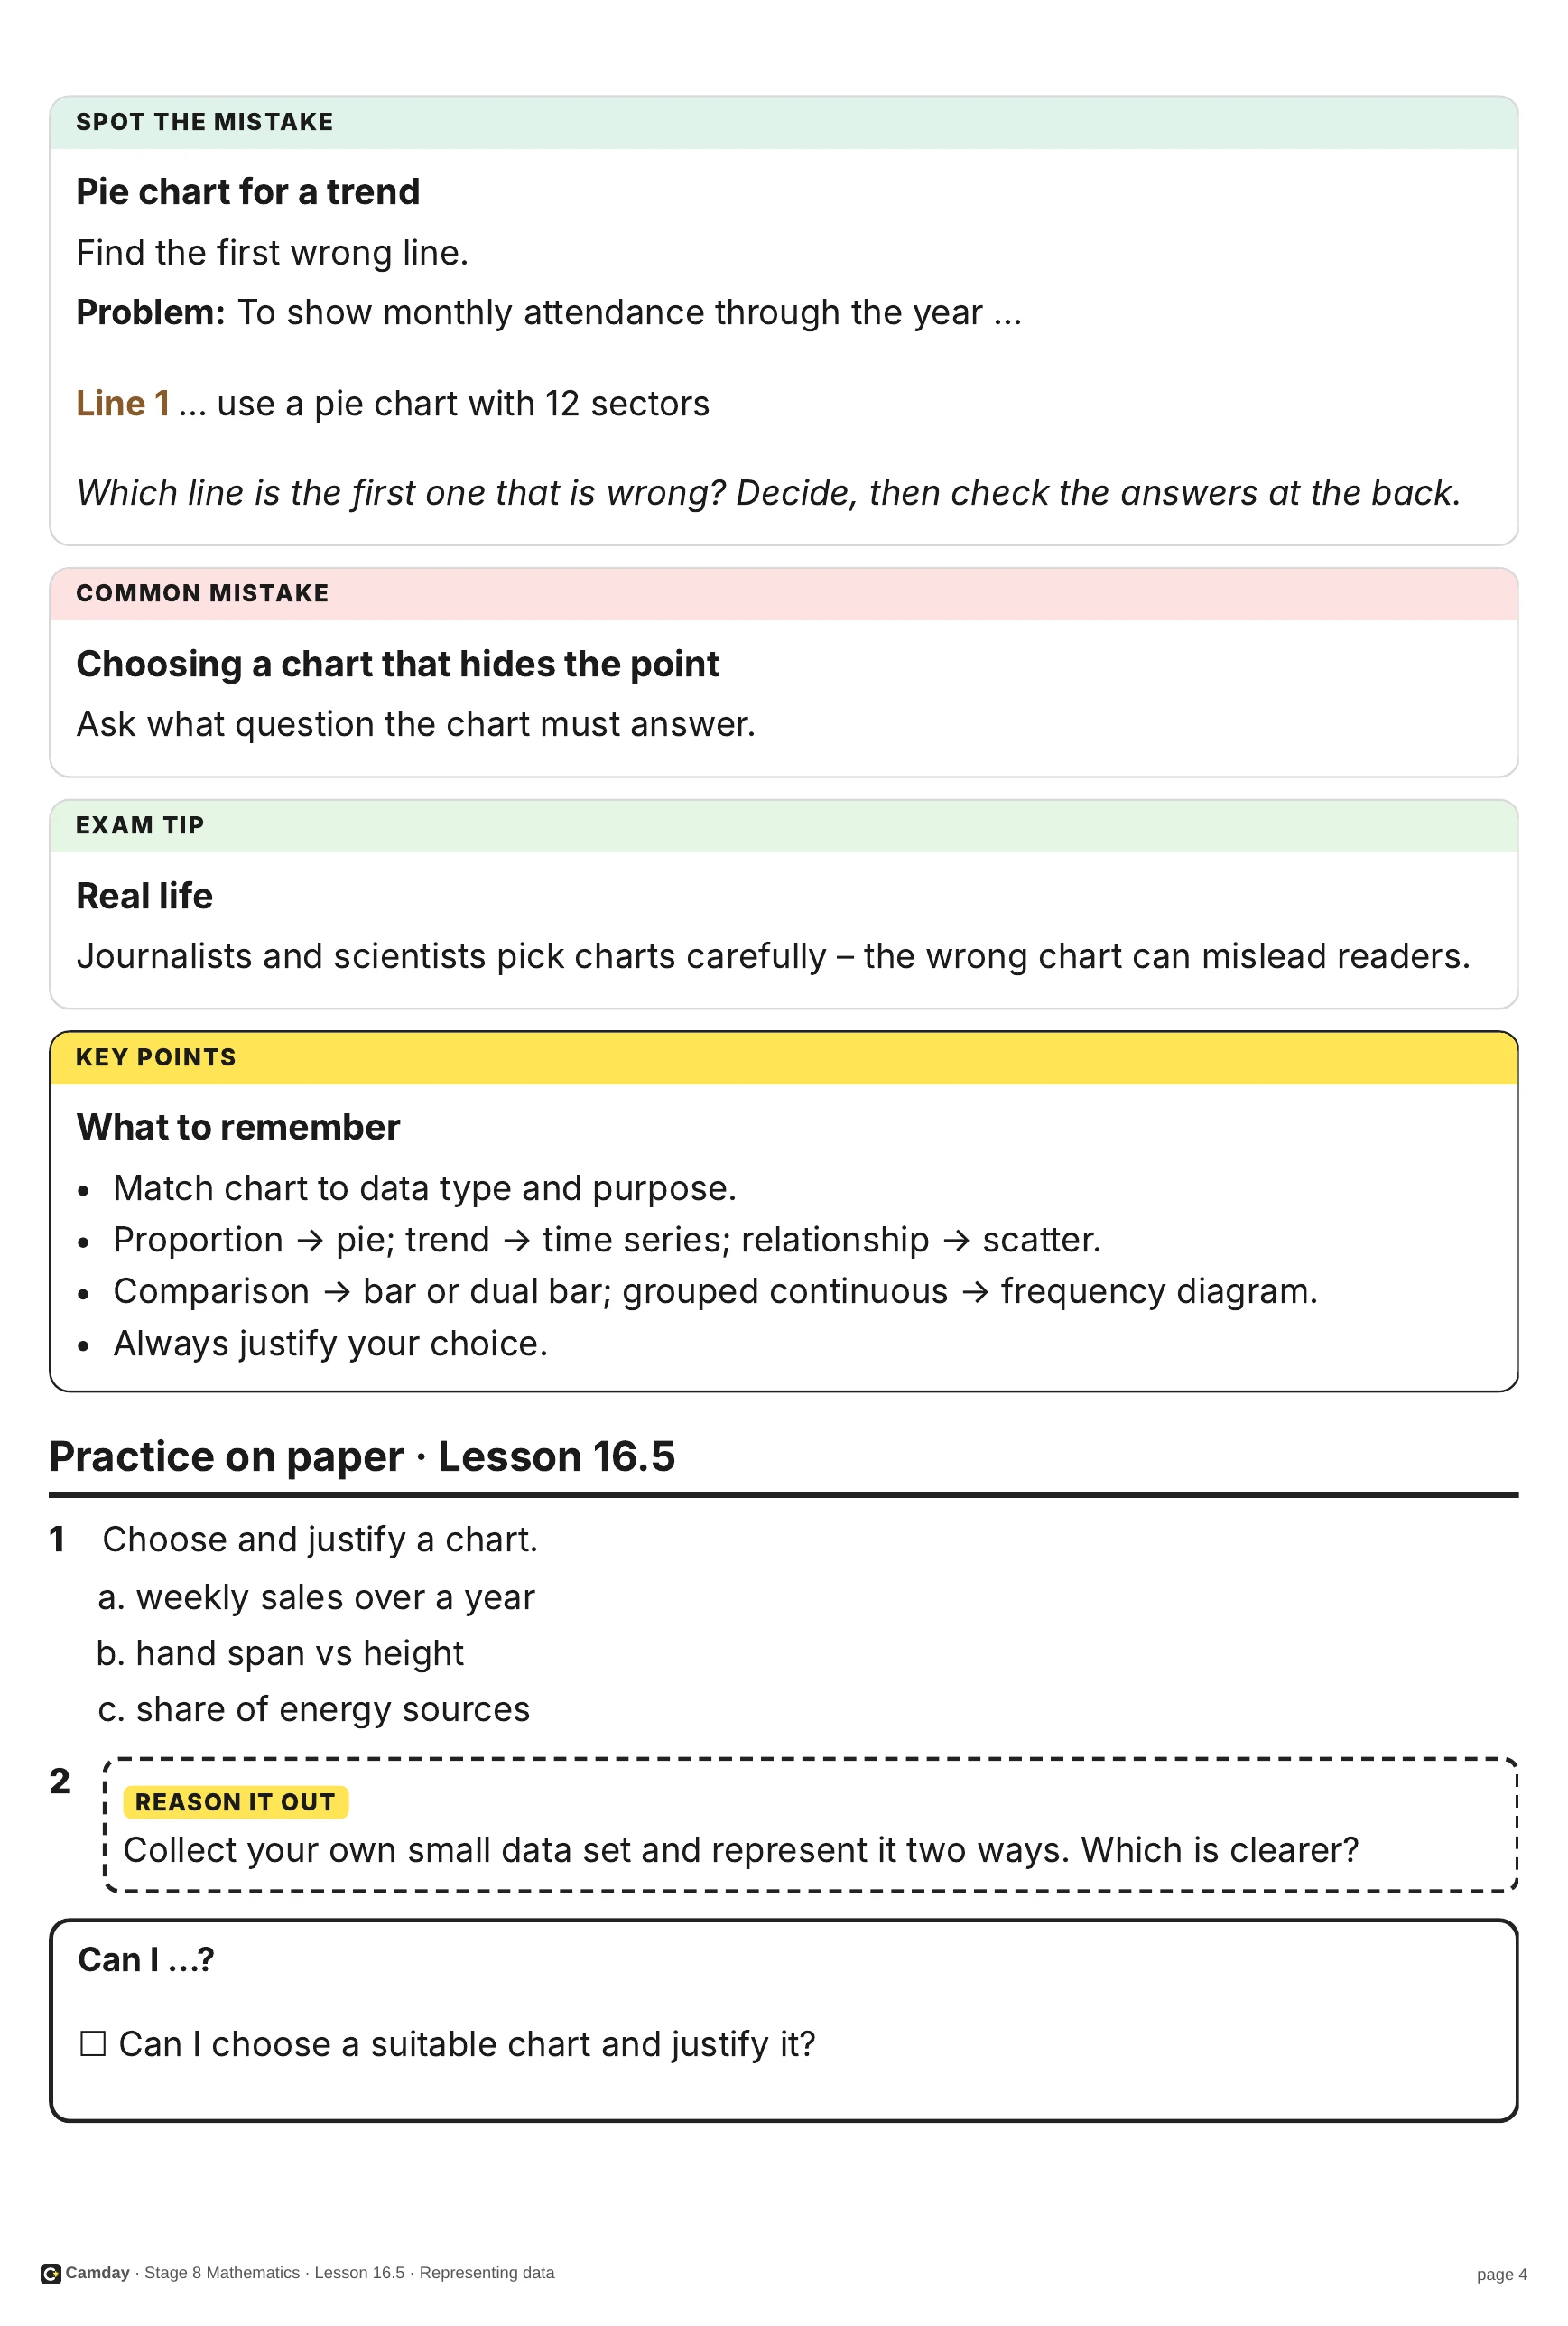 SPOT THE MISTAKE
Pie chart for a trend
Find the first wrong line.
Problem: To show monthly attendance through the year …
Line 1 … use a pie chart with 12 sectors
Which line is the first one that is wrong? Decide, then check the answers at the back.
COMMON MISTAKE
Choosing a chart that hides the point
Ask what question the chart must answer.
EXAM TIP
Real life
Journalists and scientists pick charts carefully – the wrong chart can mislead readers.
KEY POINTS
What to remember
• Match chart to data type and purpose.
• Proportion → pie; trend → time series; relationship → scatter.
• Comparison → bar or dual bar; grouped continuous → frequency diagram.
• Always justify your choice.
Practice on paper · Lesson 16.5
1 Choose and justify a chart.
a. weekly sales over a year
b. hand span vs height
c. share of energy sources
2 REASON IT OUT
Collect your own small data set and represent it two ways. Which is clearer?
Can I …?
☐ Can I choose a suitable chart and justify it?
Camday · Stage 8 Mathematics · Lesson 16.5 · Representing data page 4